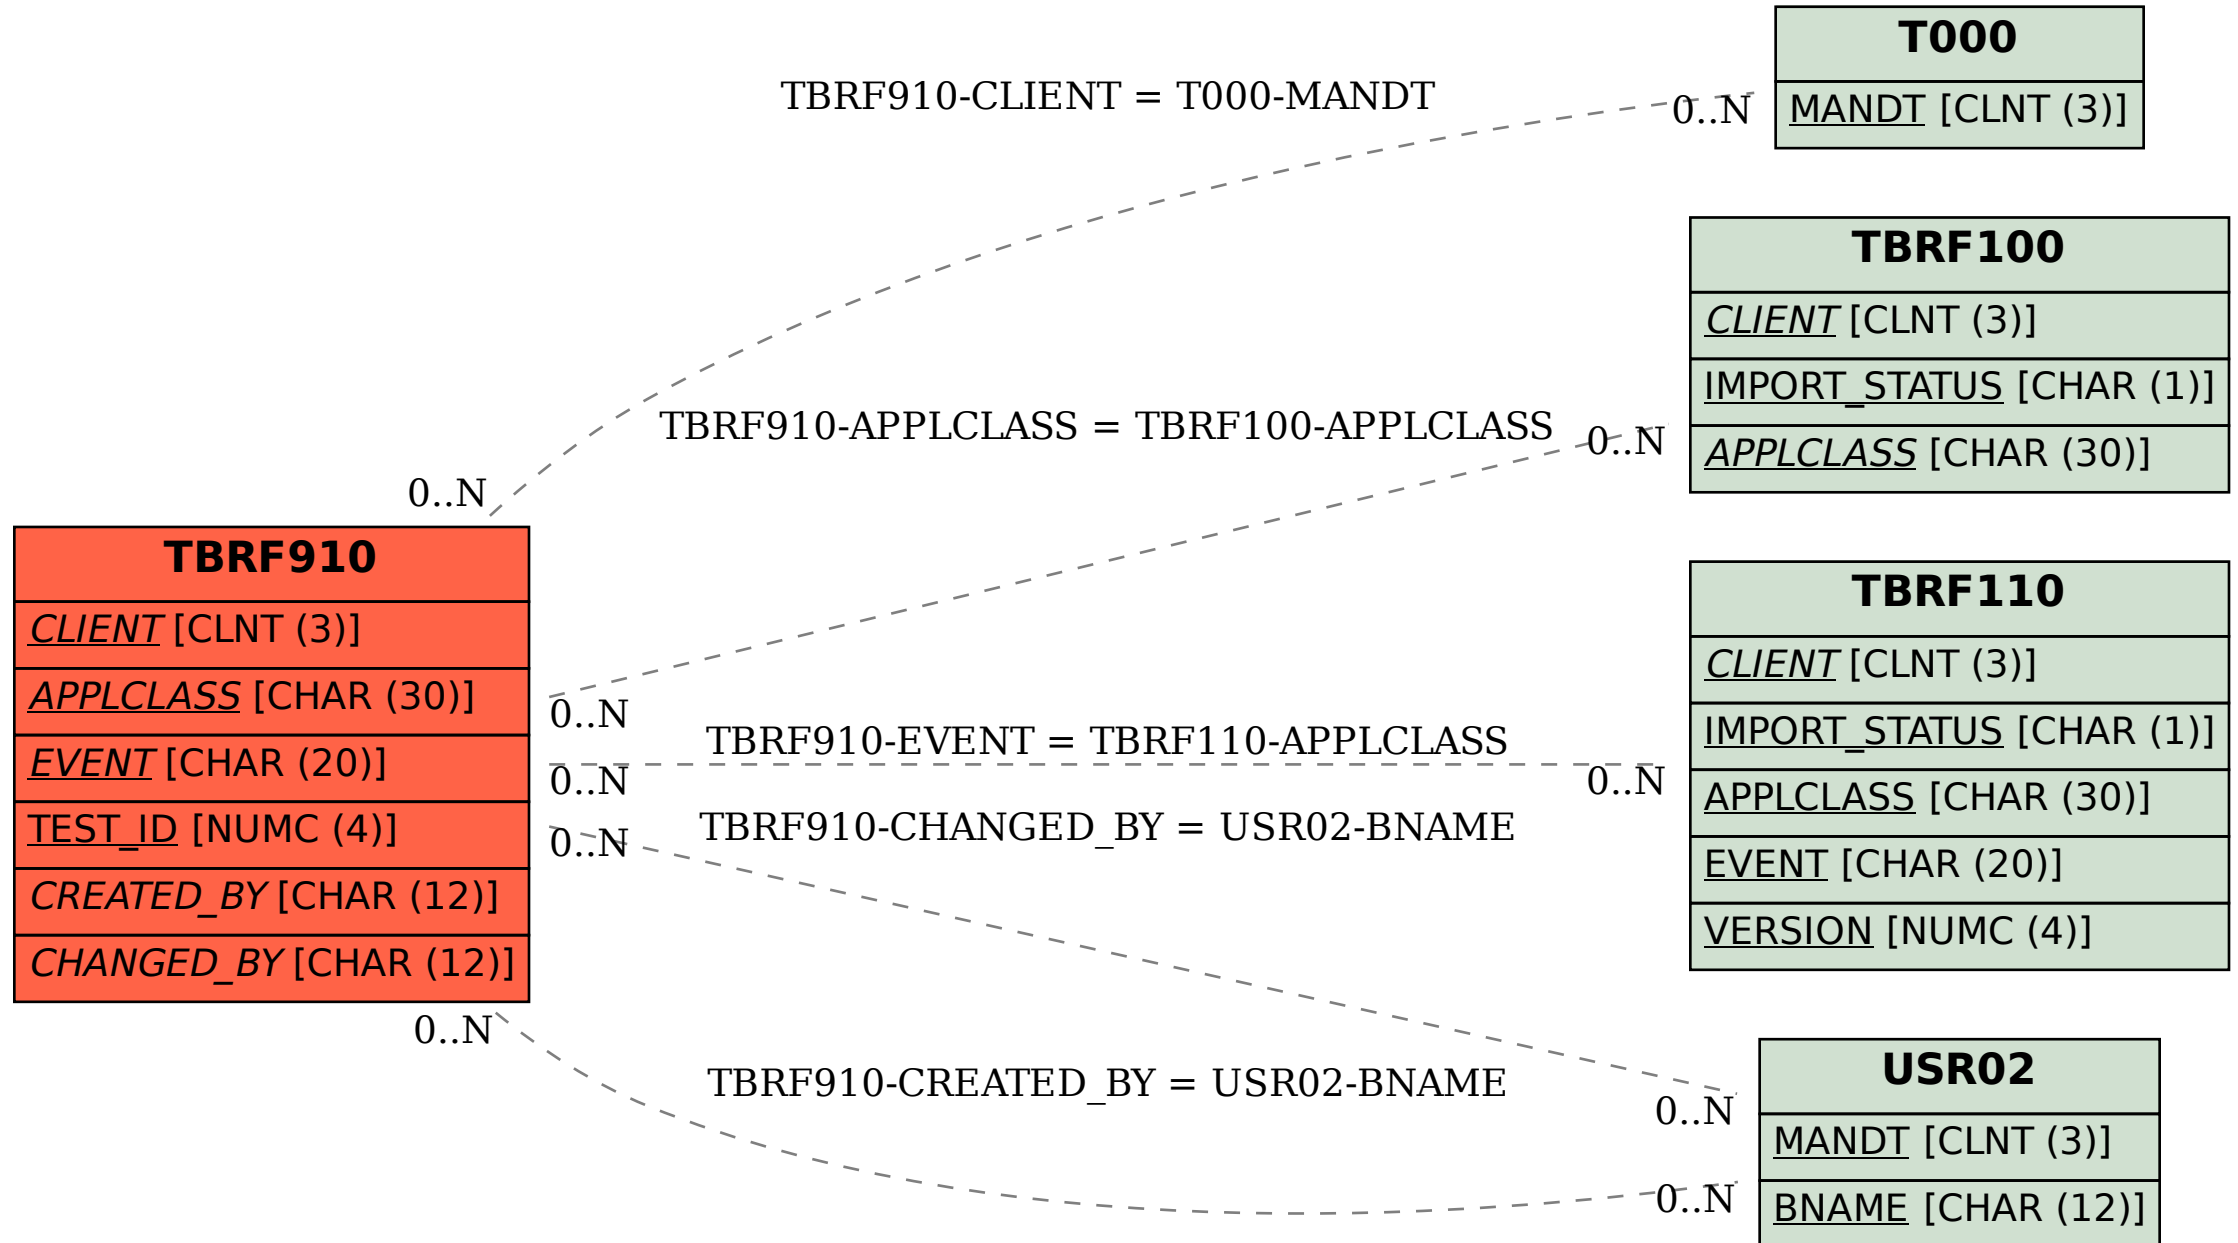 T000
MANDT [CLNT (3)]
TBRF910-CLIENT = T000-MANDT
0..N
0..N
TBRF100
CLIENT [CLNT (3)]
IMPORT_STATUS [CHAR (1)]
APPLCLASS [CHAR (30)]
TBRF910-APPLCLASS = TBRF100-APPLCLASS
0..N
0..N
TBRF910
CLIENT [CLNT (3)]
APPLCLASS [CHAR (30)]
EVENT [CHAR (20)]
TEST_ID [NUMC (4)]
CREATED_BY [CHAR (12)]
CHANGED_BY [CHAR (12)]
TBRF110
CLIENT [CLNT (3)]
IMPORT_STATUS [CHAR (1)]
APPLCLASS [CHAR (30)]
EVENT [CHAR (20)]
VERSION [NUMC (4)]
TBRF910-EVENT = TBRF110-APPLCLASS
0..N
0..N
TBRF910-CHANGED_BY = USR02-BNAME
0..N
0..N
TBRF910-CREATED_BY = USR02-BNAME
0..N
0..N
USR02
MANDT [CLNT (3)]
BNAME [CHAR (12)]